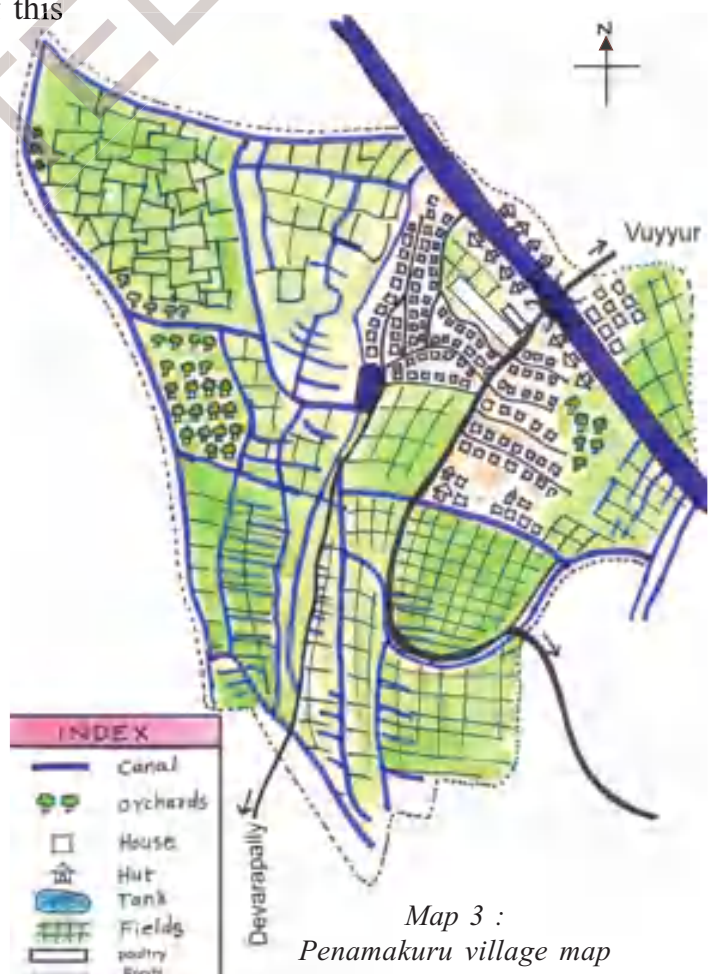 this
N
Vuyyur
INDEX
Canal
Orchards
House
Hut
Tank
Fields
poultry
Devarapally
Map 3 :
Penamakuru village map